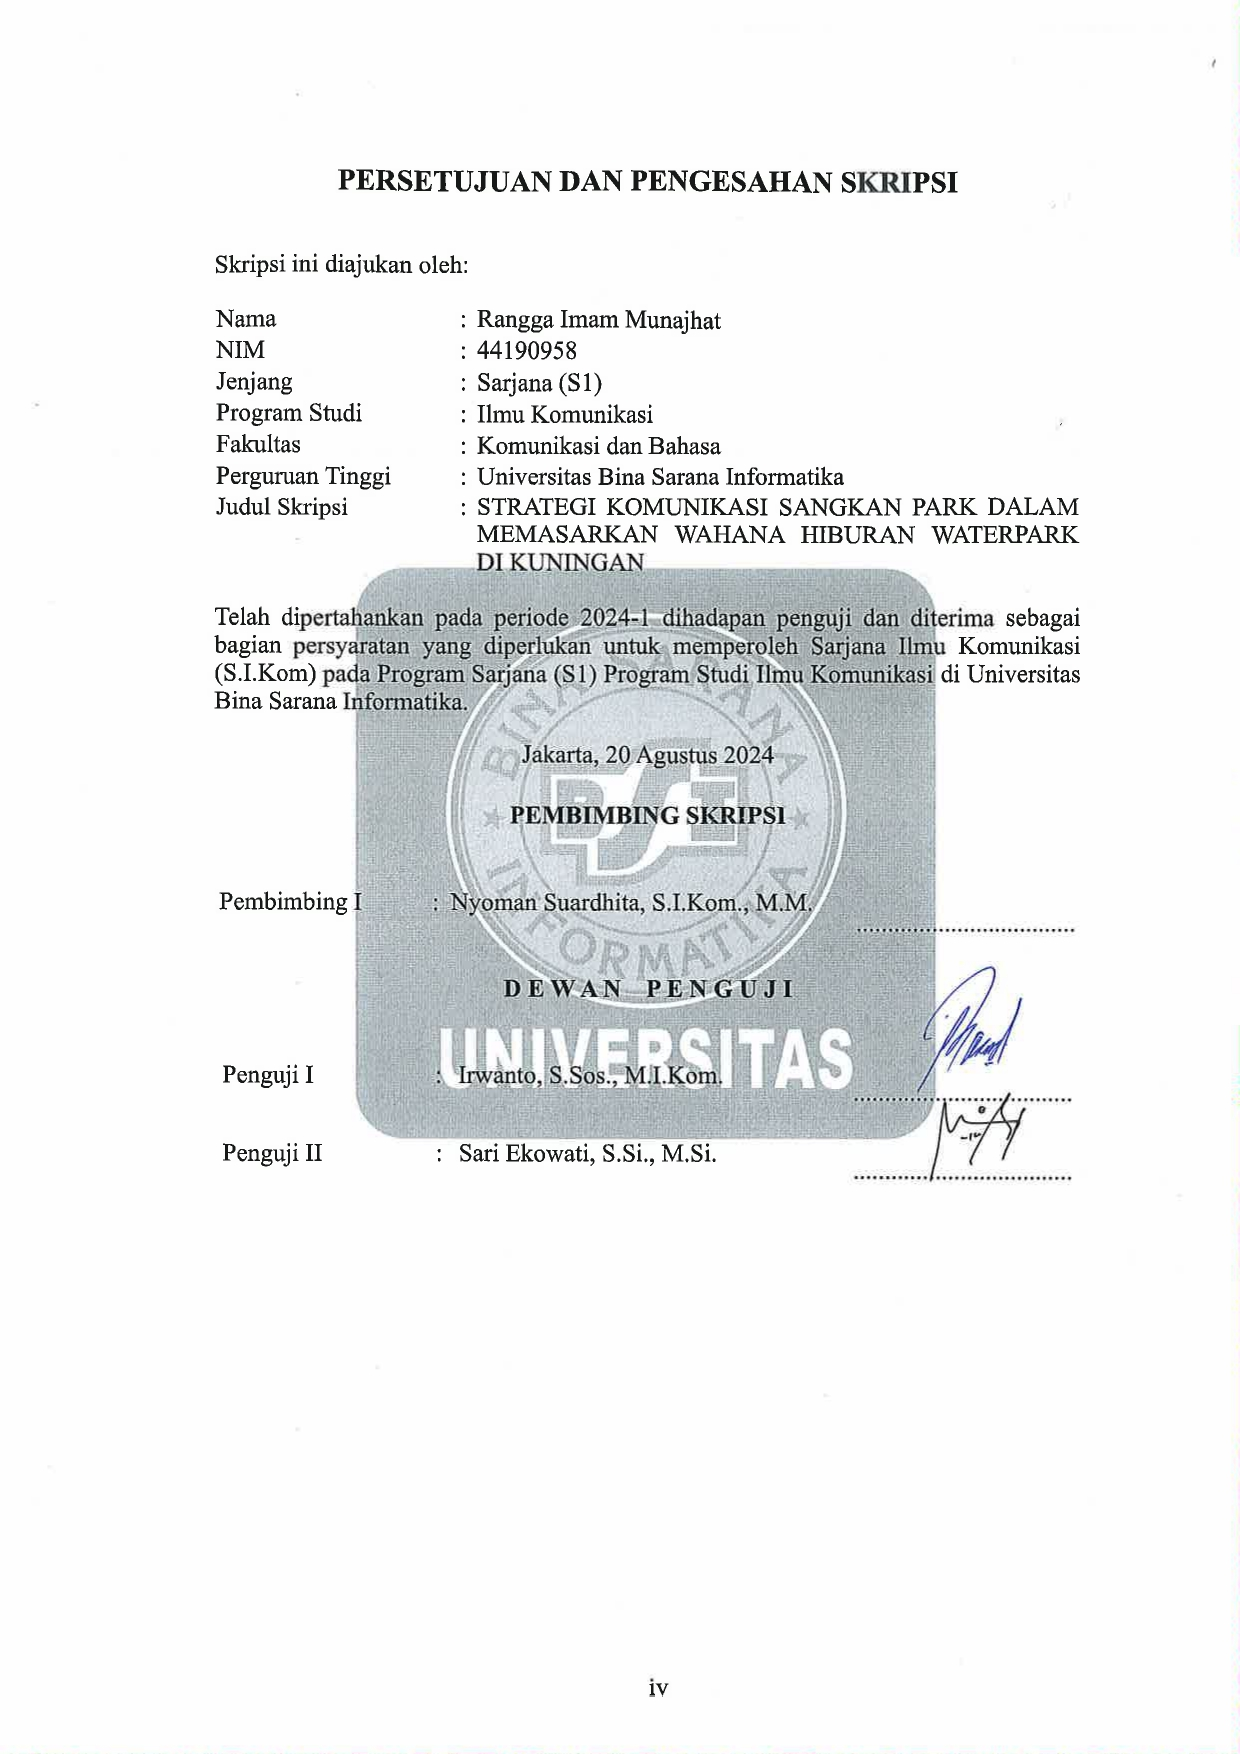 PERSETUJUAN DAN PENGESAHAN SKRIPSI
Skripsi ini diajukan oleh:
Nama : Rangga Imam Munajhat
NIM : 44190958
Jenjang : Sarjana (S1)
Program Studi : Ilmu Komunikasi
Fakultas : Komunikasi dan Bahasa
Perguruan Tinggi : Universitas Bina Sarana Informatika
Judul Skripsi : STRATEGI KOMUNIKASI SANGKAN PARK DALAM
MEMASARKAN WAHANA HIBURAN WATERPARK
DI KUNINGAN
Telah dipertahankan pada periode 2024-1 dihadapan penguji dan diterima sebagai
bagian persyaratan yang diperlukan untuk memperoleh Sarjana Ilmu Komunikasi
(S.I.Kom) pada Program Sarjana (S1) Program Studi Ilmu Komunikasi di Universitas
Bina Sarana Informatika.
BINA SARANA
Jakarta, 20 Agustus 2024
BSI
PEMBIMBING SKRIPSI
INFORMATIKA
Pembimbing I : Nyoman Suardhita, S.I.Kom., M.M.
DEWAN PENGUJI
UNIVERSITAS
Penguji I : Irwanto, S.Sos., M.I.Kom.
Penguji II : Sari Ekowati, S.Si., M.Si.
iv